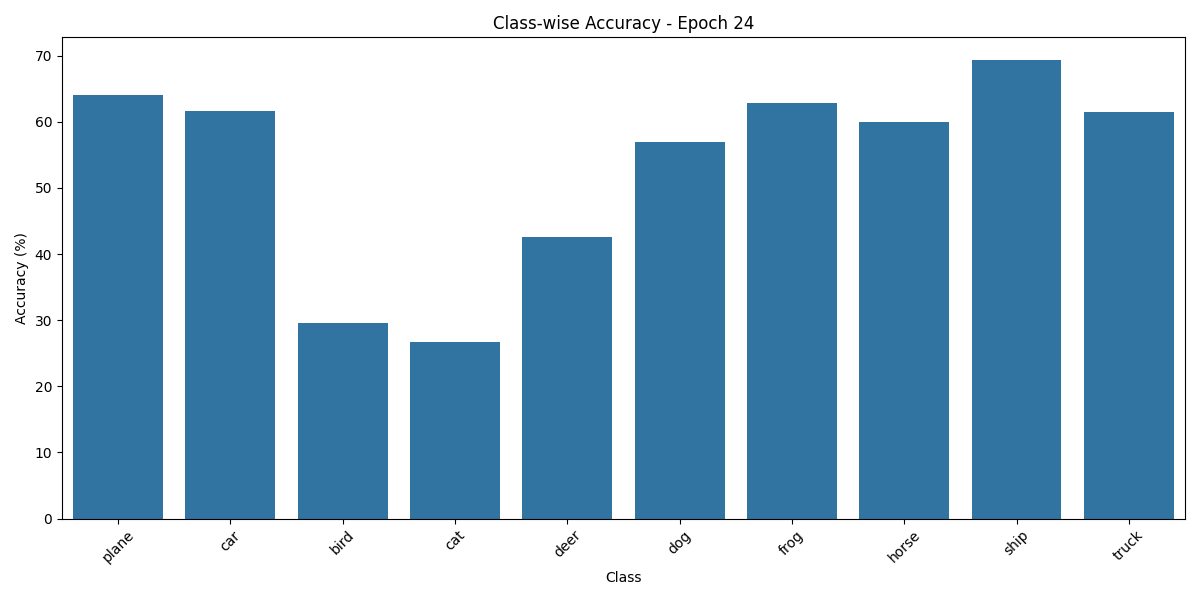 Class-wise Accuracy - Epoch 24
Accuracy (%)
70
60
50
40
30
20
10
0
plane
car
bird
cat
deer
dog
frog
horse
ship
truck
Class